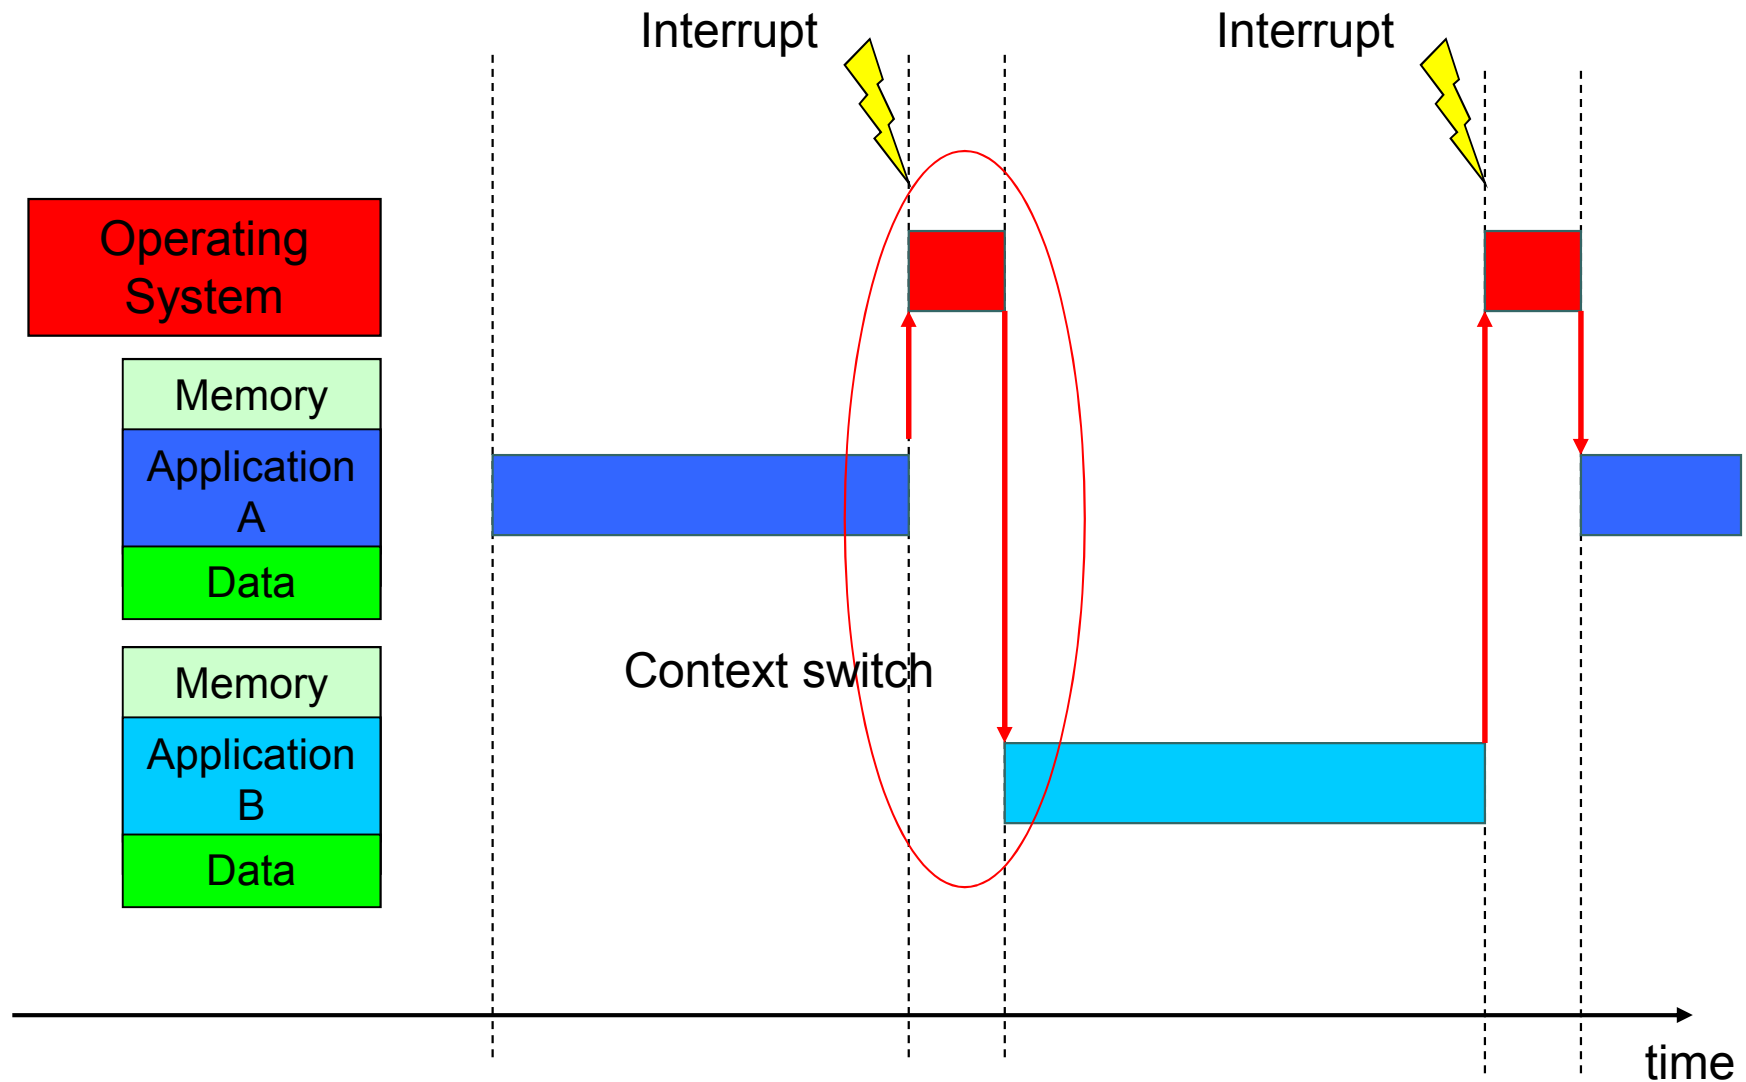 Interrupt
Interrupt
Operating
System
Memory
Application
A
Data
Context switch
Memory
Application
B
Data
time